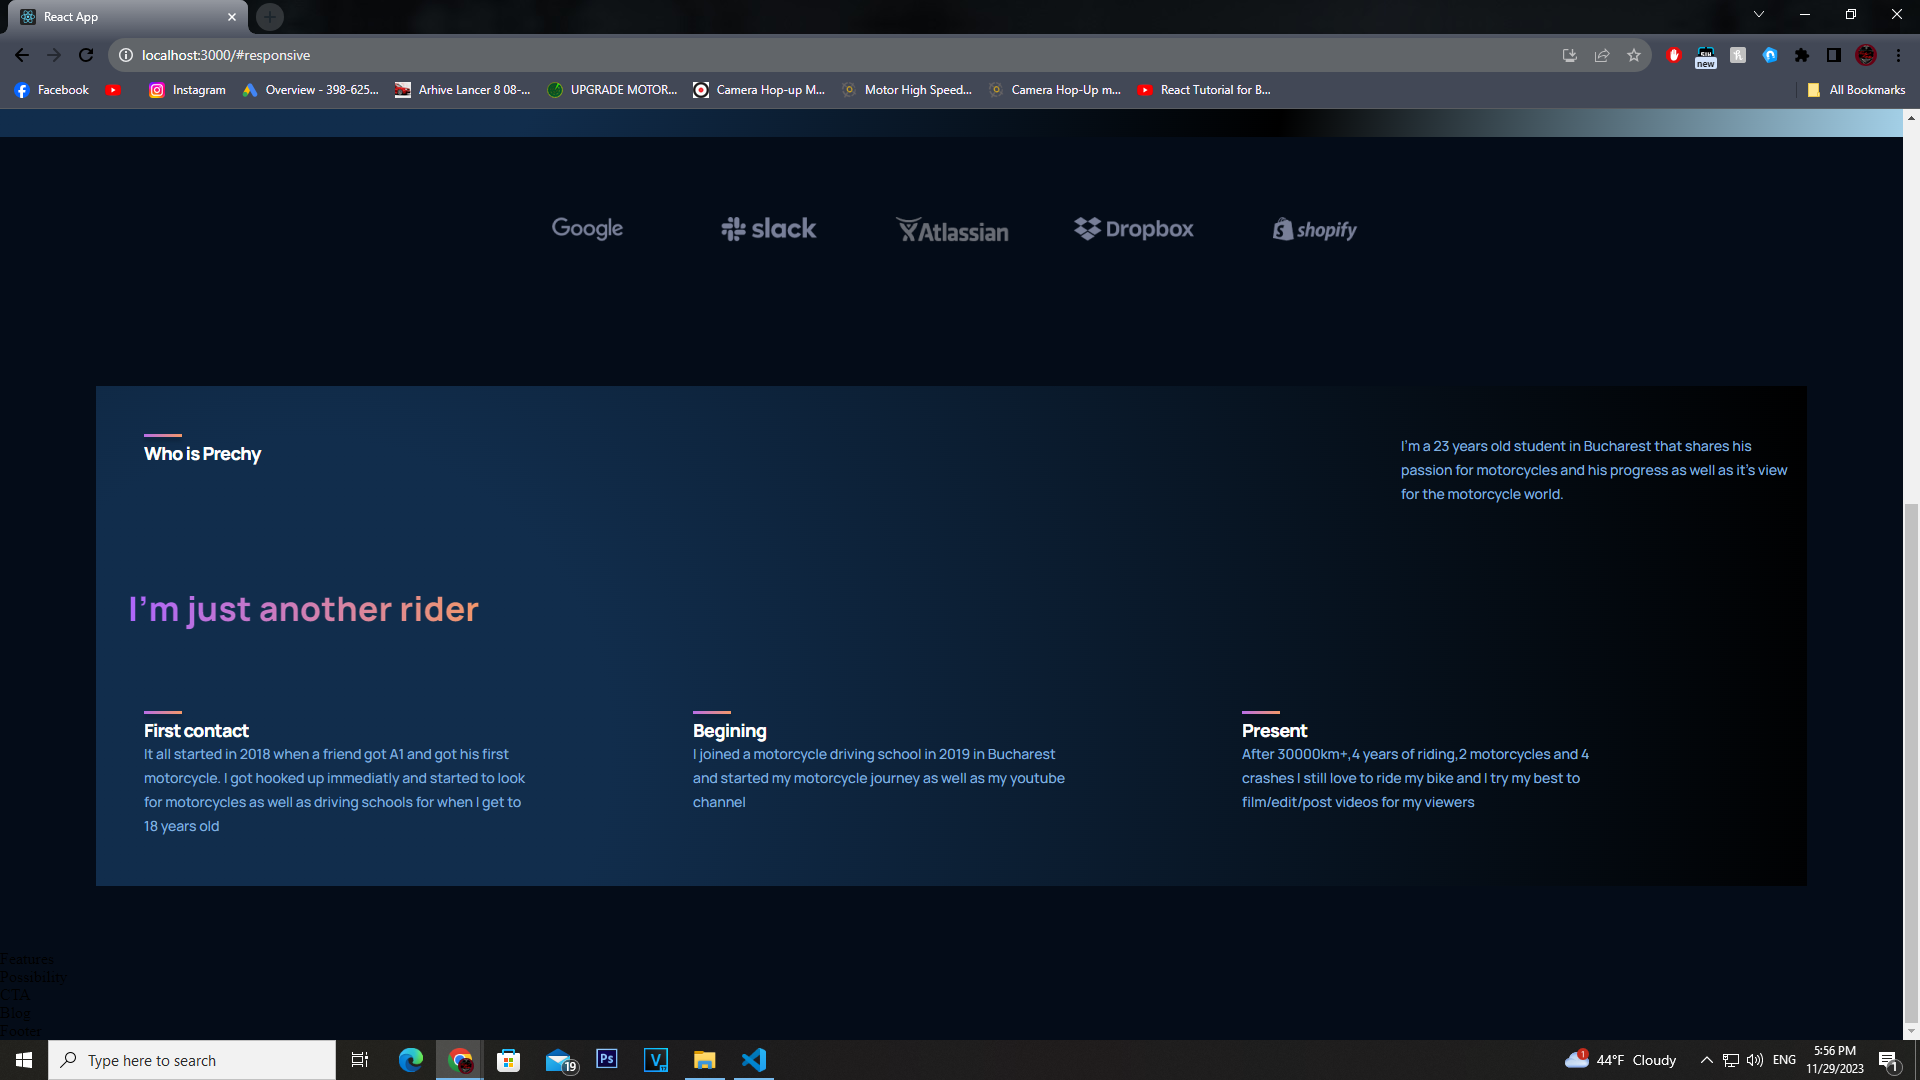 React App
localhost:3000/#responsive
new
Facebook
Instagram
Overview - 398-625...
Arhive Lancer 8 08-...
UPGRADE MOTOR...
Camera Hop-up M...
Motor High Speed...
Camera Hop-Up m...
React Tutorial for B...
All Bookmarks
Google
slack
Atlassian
Dropbox
shopify
Who is Prechy
I'm a 23 years old student in Bucharest that shares his
passion for motorcycles and his progress as well as it's view
for the motorcycle world.
I'm just another rider
First contact
It all started in 2018 when a friend got A1 and got his first
motorcycle. I got hooked up immediatly and started to look
for motorcycles as well as driving schools for when I get to
18 years old
Begining
I joined a motorcycle driving school in 2019 in Bucharest
and started my motorcycle journey as well as my youtube
channel
Present
After 30000km+,4 years of riding,2 motorcycles and 4
crashes I still love to ride my bike and I try my best to
film/edit/post videos for my viewers
Features
Possibility
CTA
Blog
Footer
Type here to search
19
Ps
V
1
44°F Cloudy
ENG
5:56 PM
11/29/2023
1